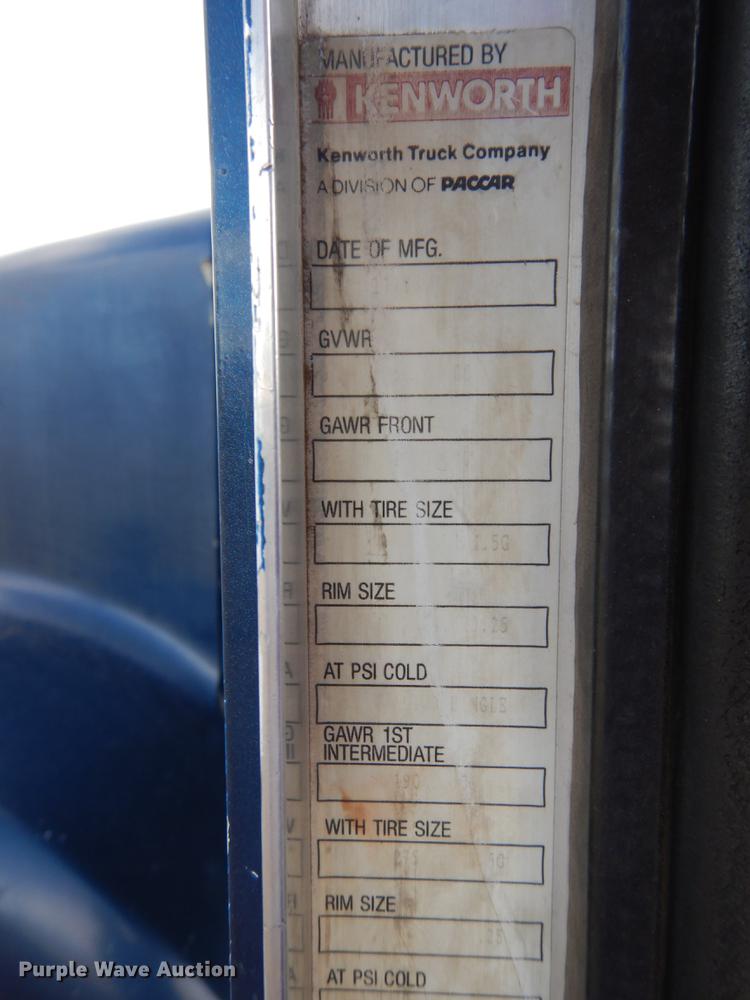 MANUFACTURED BY
KENWORTH
Kenworth Truck Company
A DIVISION OF PACCAR
DATE OF MFG.
GVWR
GAWR FRONT
WITH TIRE SIZE
RIM SIZE
AT PSI COLD
GAWR 1ST
INTERMEDIATE
WITH TIRE SIZE
RIM SIZE
AT PSI COLD
Purple Wave Auction